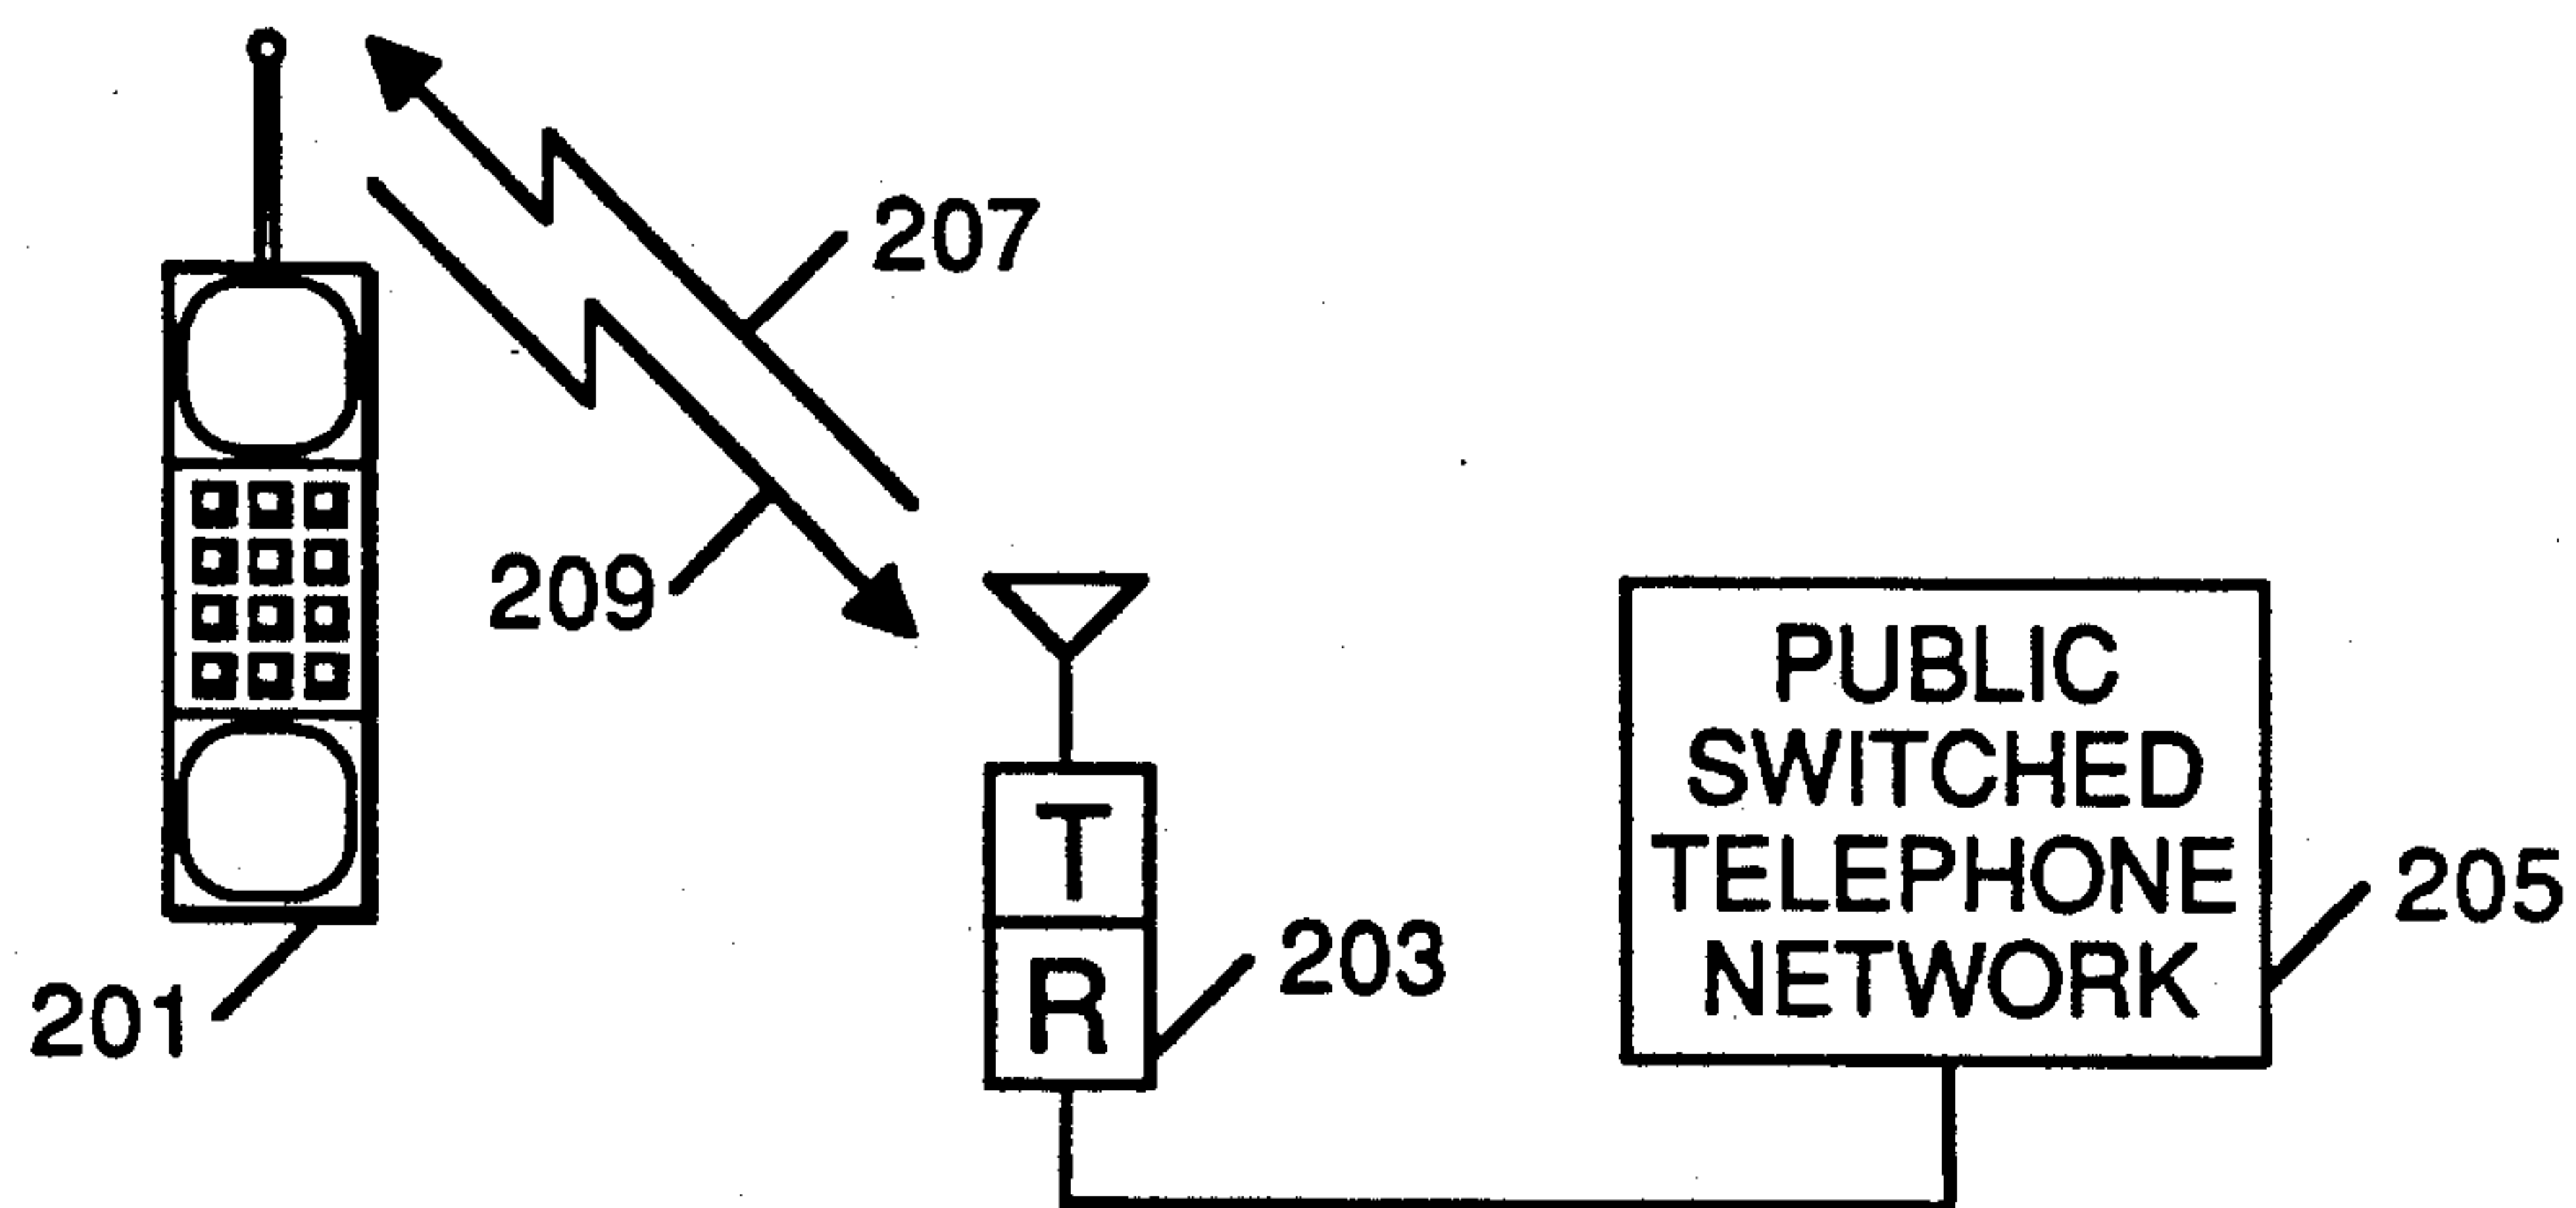 207
209
PUBLIC
SWITCHED
TELEPHONE
NETWORK
205
T
R
203
201